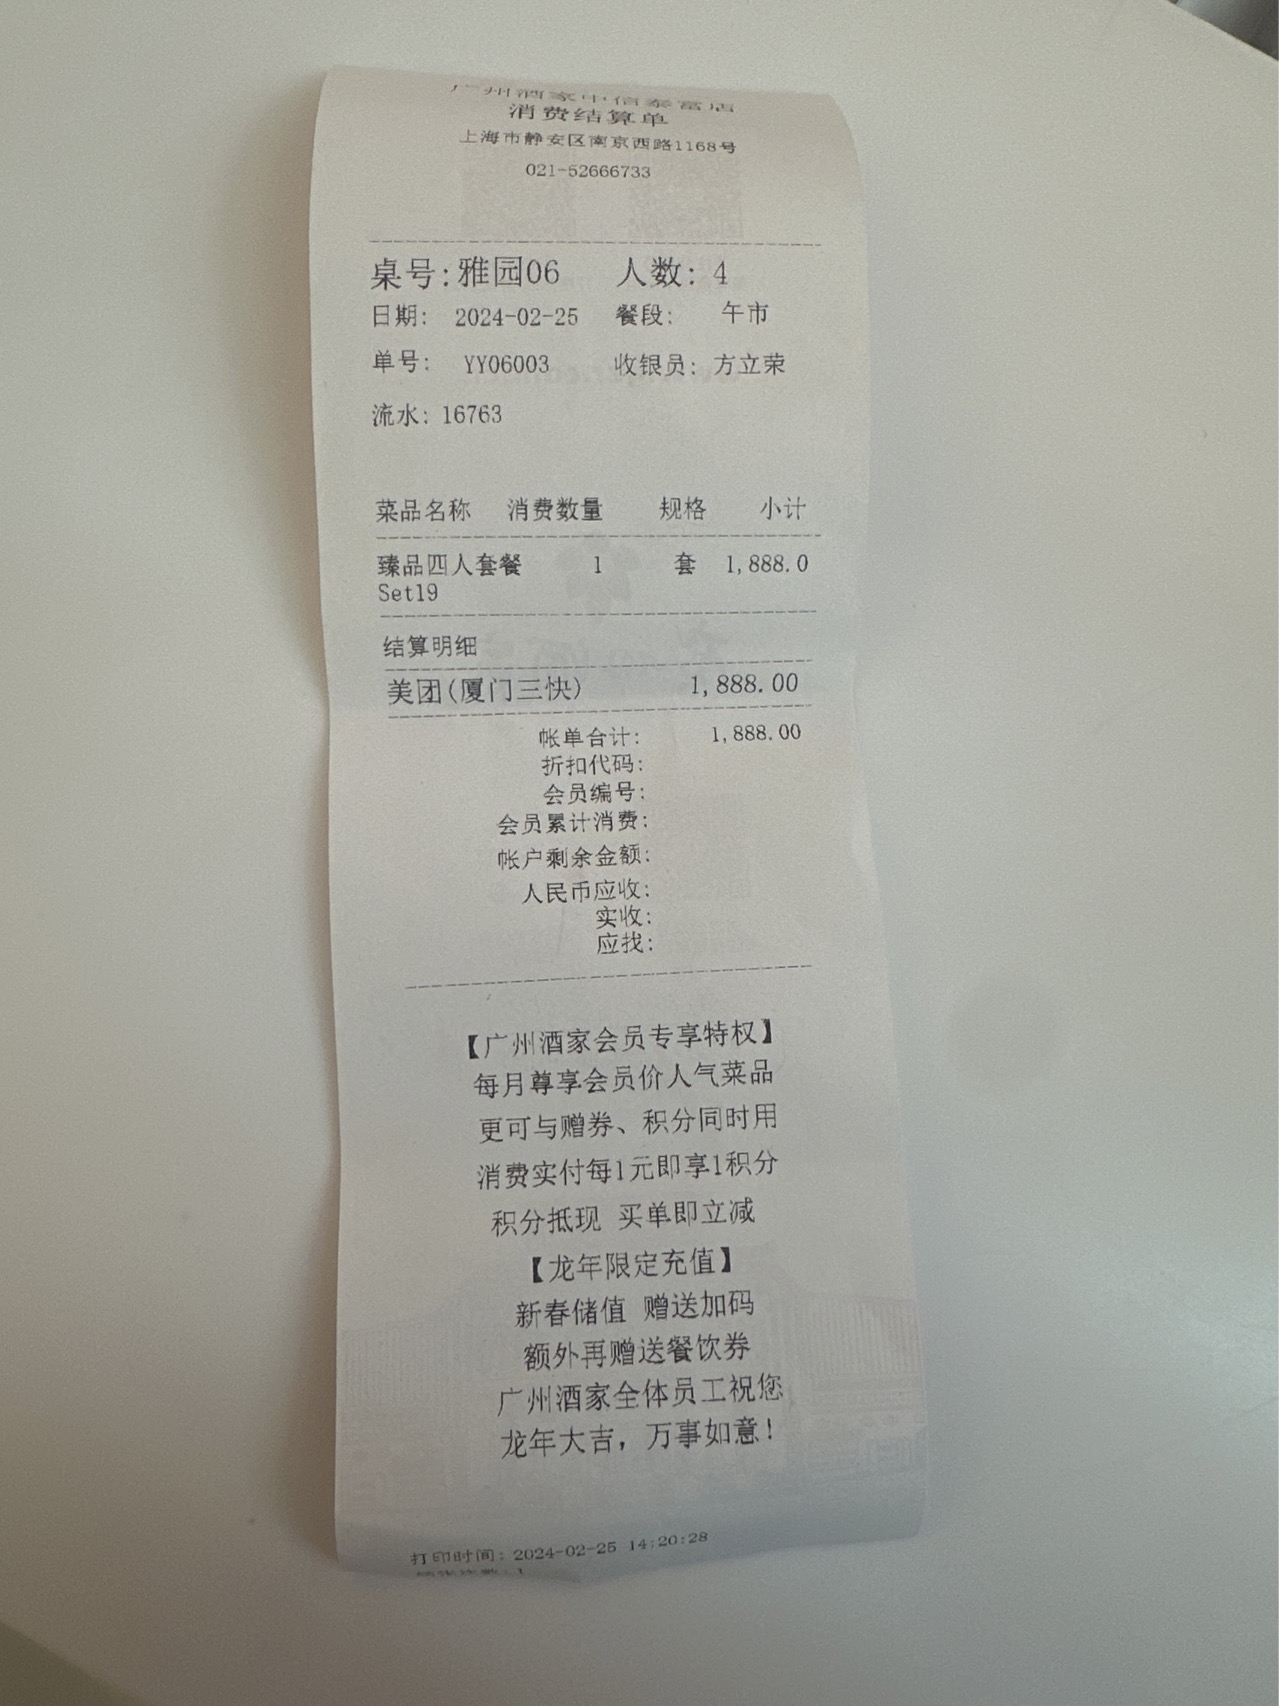 广州酒家中信泰富店
消费结算单
上海市静安区南京西路1168号
021-52666733
桌号:雅园06 人数: 4
日期: 2024-02-25 餐段: 午市
单号: YY06003 收银员: 方立荣
流水: 16763
菜品名称 消费数量 规格 小计
臻品四人套餐 1 套 1,888.0
Set19
结算明细
美团(厦门三快) 1,888.00
帐单合计: 1,888.00
折扣代码:
会员编号:
会员累计消费:
帐户剩余金额:
人民币应收:
实收:
应找:
【广州酒家会员专享特权】
每月尊享会员价人气菜品
更可与赠券、积分同时用
消费实付每1元即享1积分
积分抵现 买单即立减
【龙年限定充值】
新春储值 赠送加码
额外再赠送餐饮券
广州酒家全体员工祝您
龙年大吉，万事如意!
打印时间: 2024-02-25 14:20:28